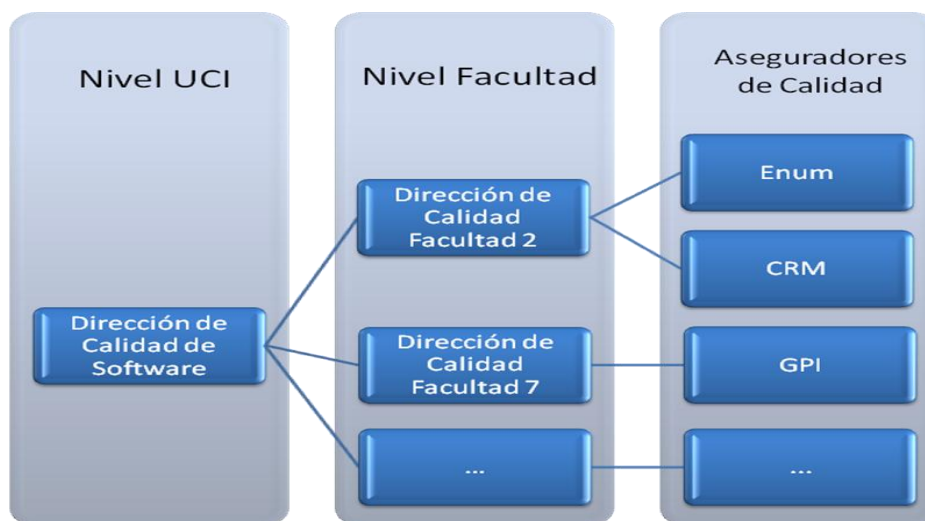 Nivel UCI
Dirección de
Calidad de
Software
Nivel Facultad
Dirección de
Calidad
Facultad 2
Dirección de
Calidad
Facultad 7
...
Aseguradores
de Calidad
Enum
CRM
GPI
...